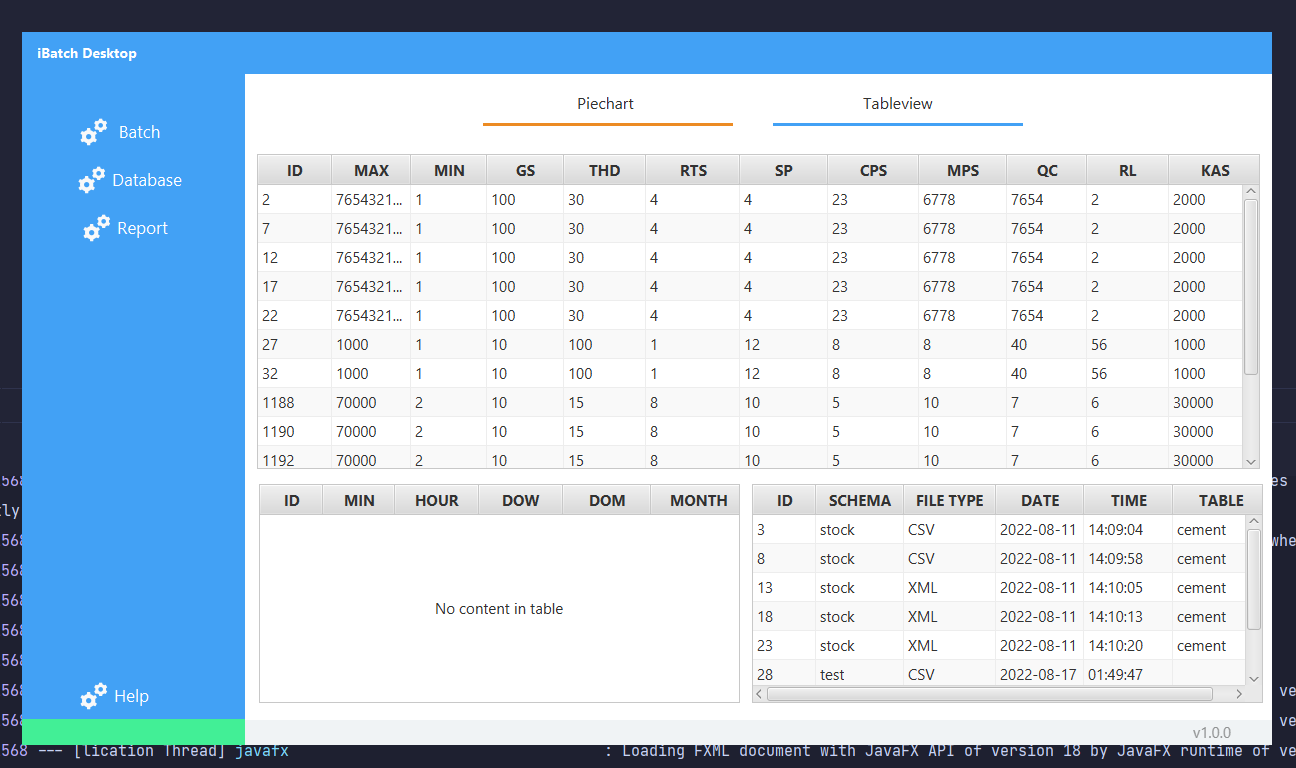 iBatch Desktop
Piechart Tableview
Batch
Database
Report
ID MAX MIN GS THD RTS SP CPS MPS QC RL KAS
2 7654321... 1 100 30 4 4 23 6778 7654 2 2000
7 7654321... 1 100 30 4 4 23 6778 7654 2 2000
12 7654321... 1 100 30 4 4 23 6778 7654 2 2000
17 7654321... 1 100 30 4 4 23 6778 7654 2 2000
22 7654321... 1 100 30 4 4 23 6778 7654 2 2000
27 1000 1 10 100 1 12 8 8 40 56 1000
32 1000 1 10 100 1 12 8 8 40 56 1000
1188 70000 2 10 15 8 10 5 10 7 6 30000
1190 70000 2 10 15 8 10 5 10 7 6 30000
1192 70000 2 10 15 8 10 5 10 7 6 30000
ID MIN HOUR DOW DOM MONTH
No content in table
ID SCHEMA FILE TYPE DATE TIME TABLE
3 stock CSV 2022-08-11 14:09:04 cement
8 stock CSV 2022-08-11 14:09:58 cement
13 stock XML 2022-08-11 14:10:05 cement
18 stock XML 2022-08-11 14:10:13 cement
23 stock XML 2022-08-11 14:10:20 cement
28 test CSV 2022-08-17 01:49:47
Help
v1.0.0
568 --- [lication Thread] javafx : Loading FXML document with JavaFX API of version 18 by JavaFX runtime of ve